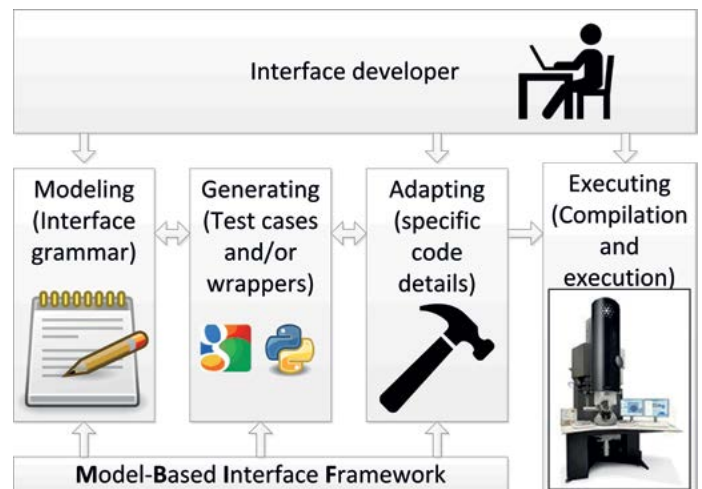 Interface developer
Modeling
(Interface
grammar)
Generating
(Test cases
and/or
wrappers)
Adapting
(specific
code
details)
Executing
(Compilation
and
execution)
Model-Based Interface Framework